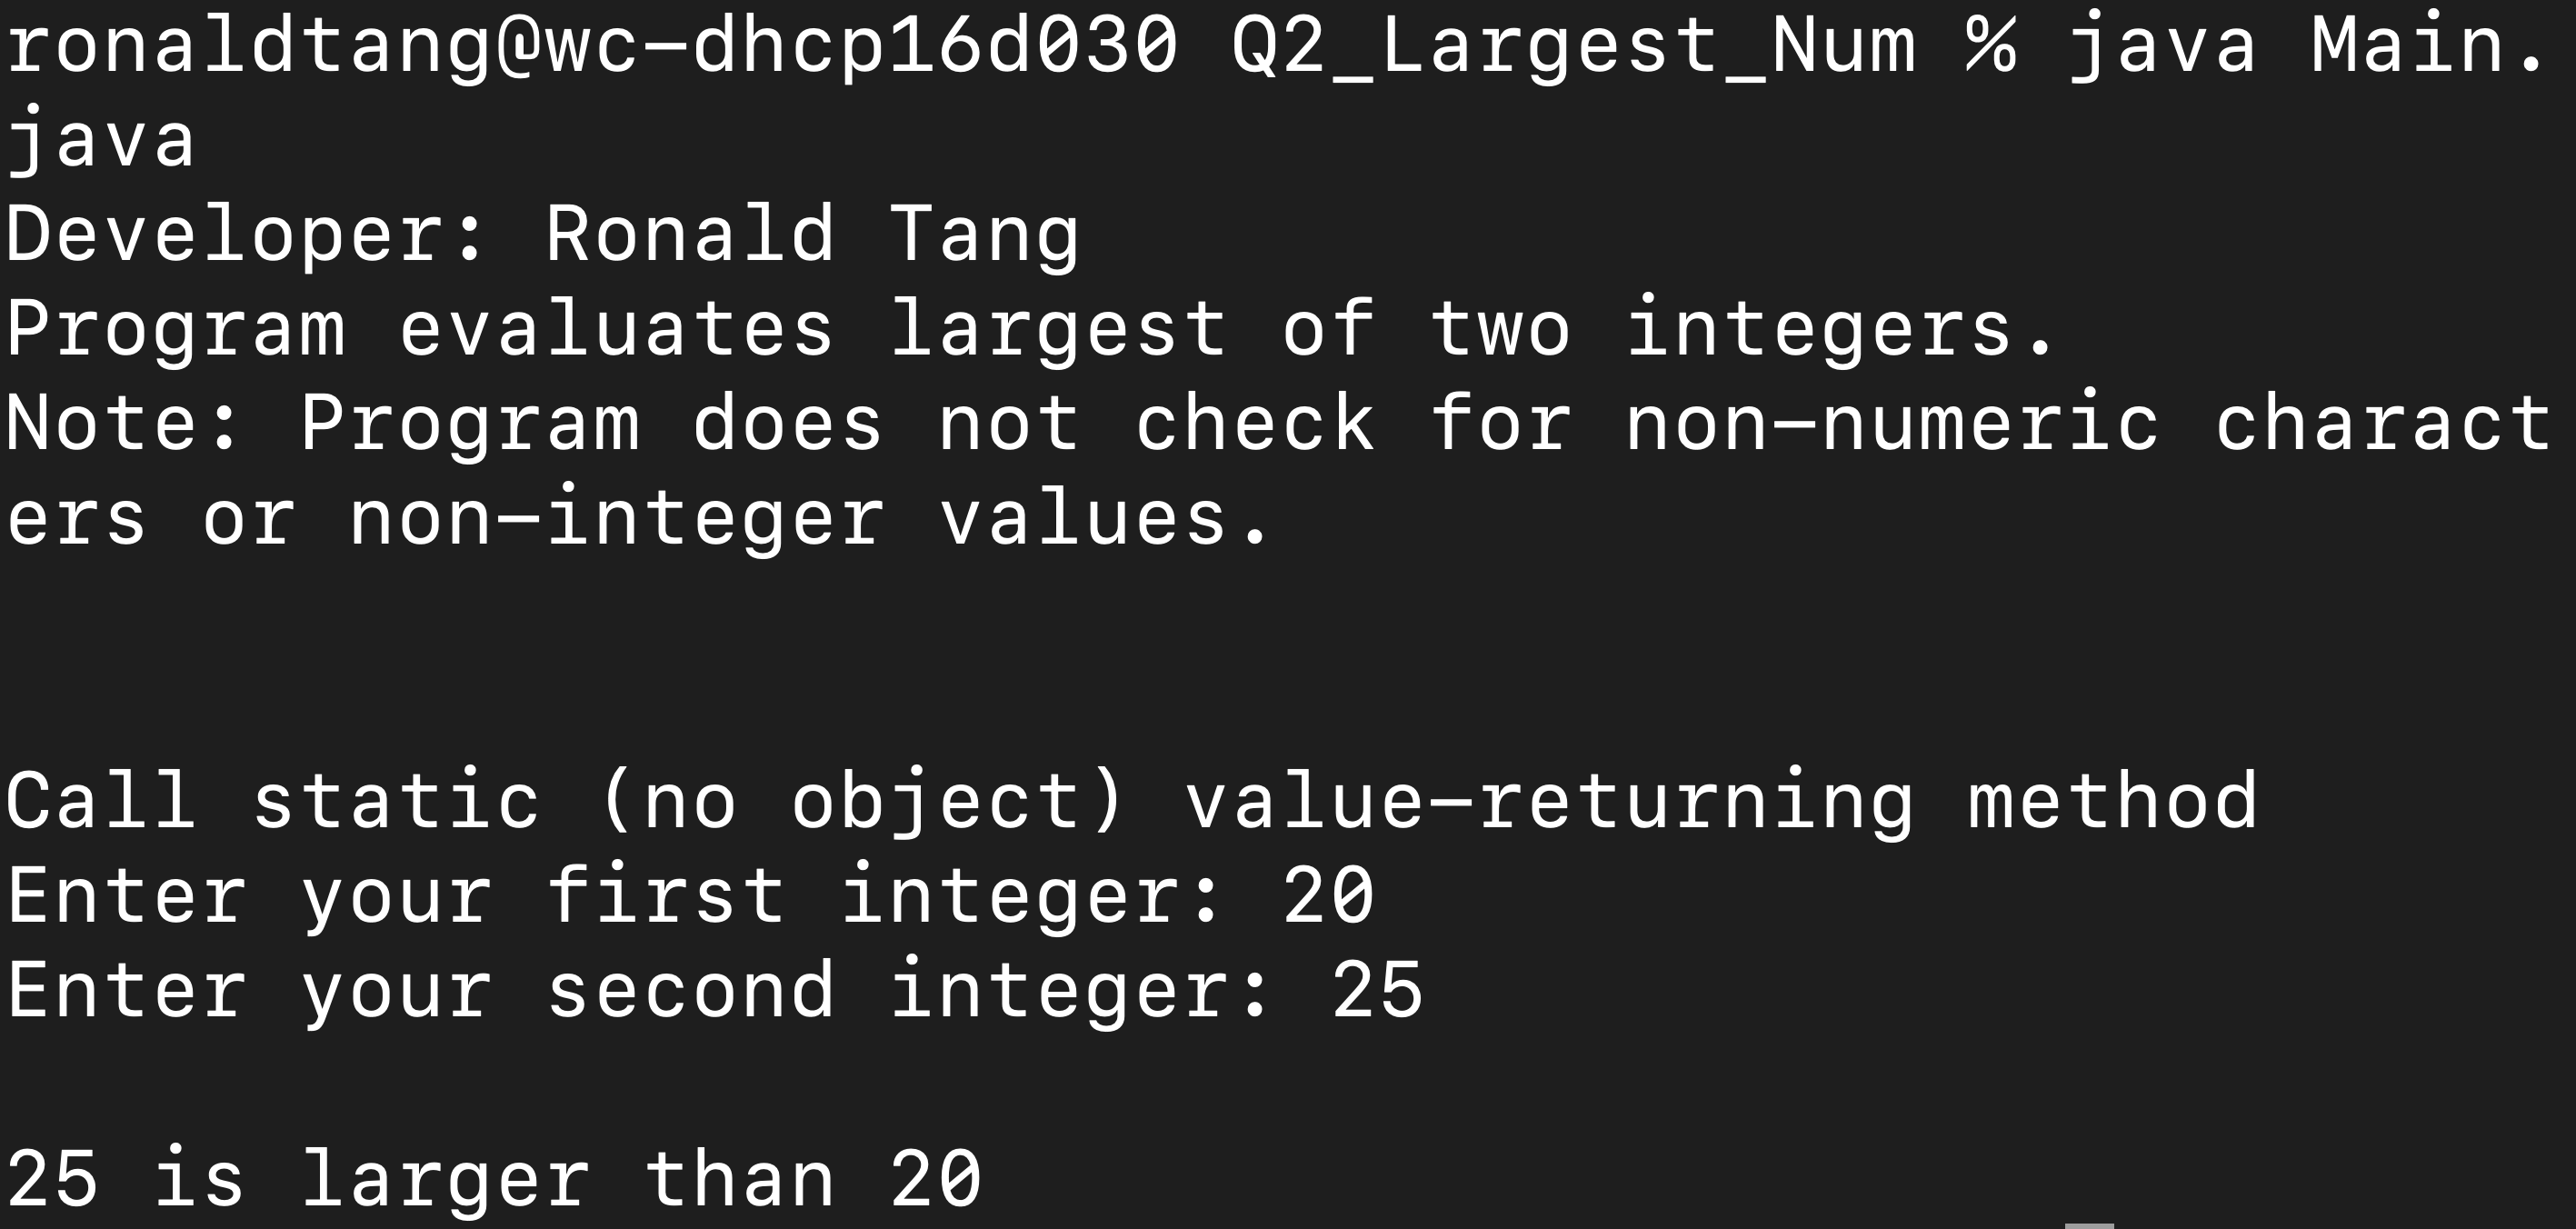 ronaldtang@wc-dhcp16d030 Q2_Largest_Num % java Main.
java
Developer: Ronald Tang
Program evaluates largest of two integers.
Note: Program does not check for non-numeric charact
ers or non-integer values.
Call static (no object) value-returning method
Enter your first integer: 20
Enter your second integer: 25
25 is larger than 20